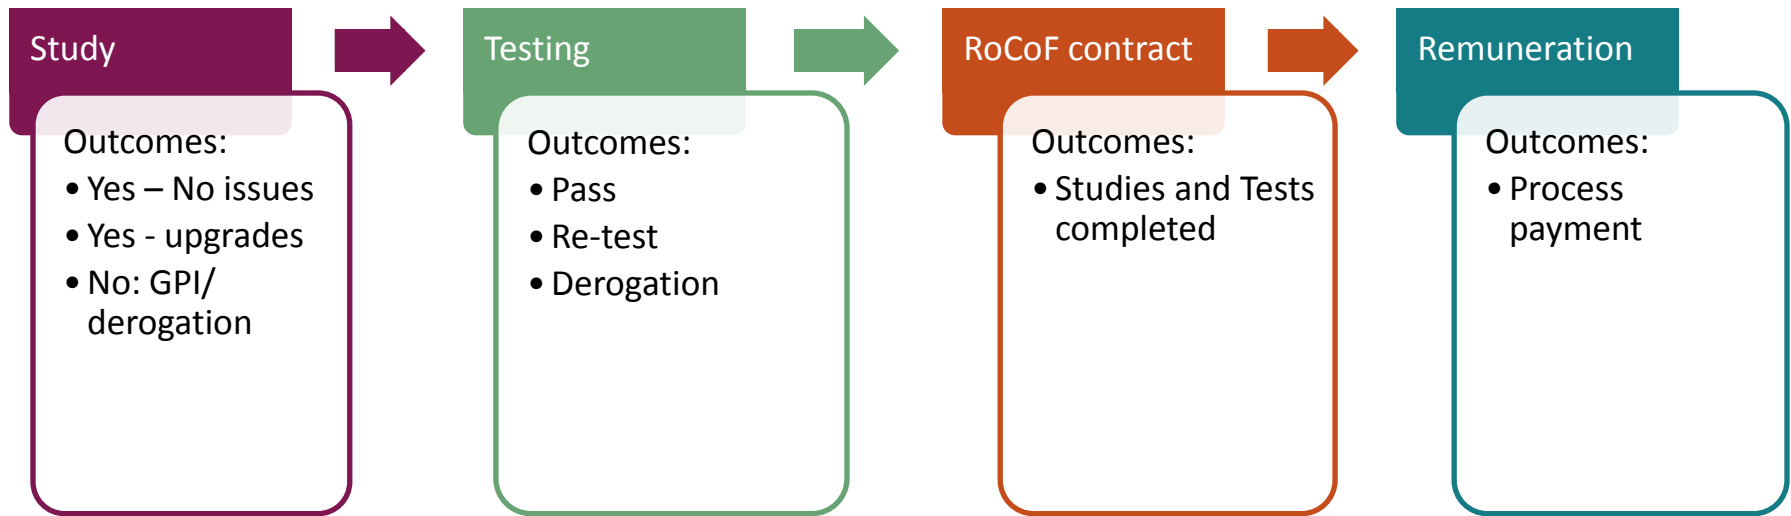 Study
Outcomes:
• Yes – No issues
• Yes - upgrades
• No: GPI/
derogation
Testing
Outcomes:
• Pass
• Re-test
• Derogation
RoCoF contract
Outcomes:
• Studies and Tests
completed
Remuneration
Outcomes:
• Process
payment